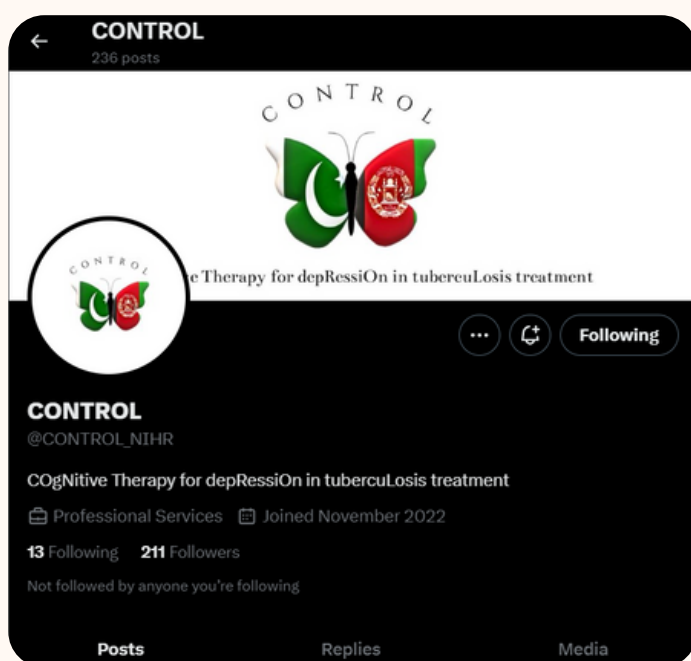 CONTROL
236 posts
CONTROL
e Therapy for depRessiOn in tubercuLosis treatment
CONTROL
Following
CONTROL
@CONTROL_NIHR
COgNitive Therapy for depRessiOn in tubercuLosis treatment
Professional Services Joined November 2022
13 Following 211 Followers
Not followed by anyone you're following
Posts Replies Media